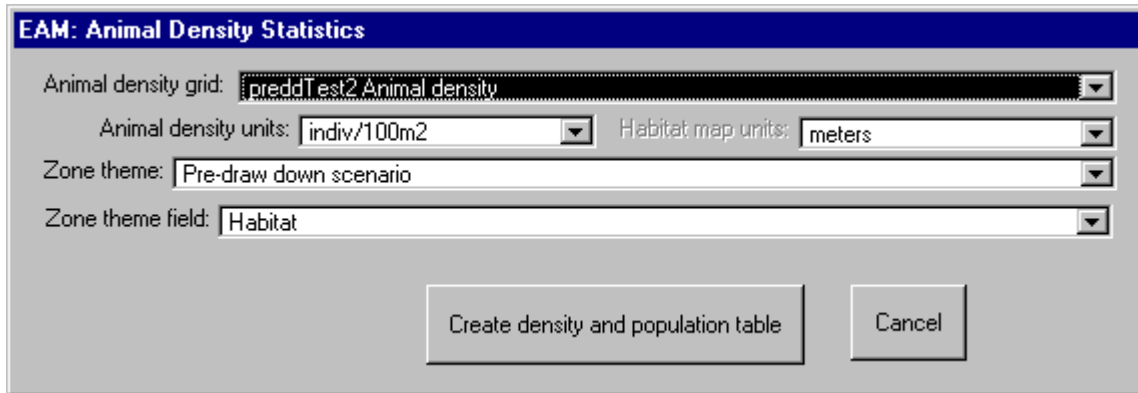 EAM: Animal Density Statistics
Animal density grid: preddTest2 Animal density
Animal density units: indiv/100m2 Habitat map units: meters
Zone theme: Pre-draw down scenario
Zone theme field: Habitat
Create density and population table Cancel